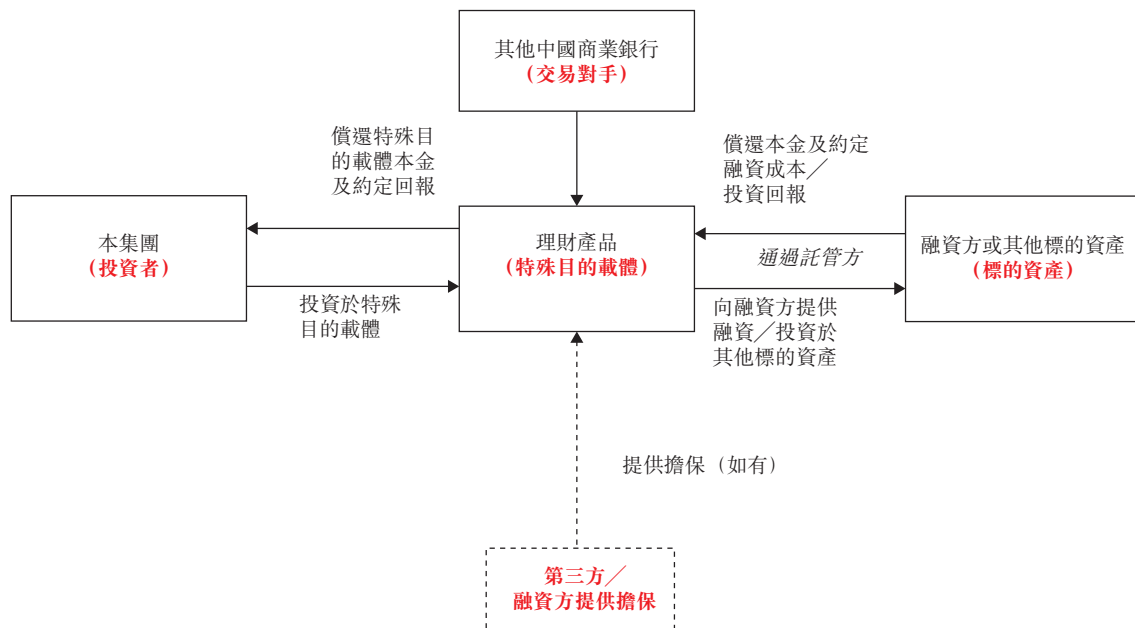 其他中國商業銀行
(交易對手)
償還特殊目
的載體本金
及約定回報
償還本金及約定
融資成本／
投資回報
本集團
(投資者)
理財產品
(特殊目的載體)
通過託管方
融資方或其他標的資產
(標的資產)
投資於特殊
目的載體
向融資方提供
融資／投資於
其他標的資產
提供擔保（如有）
第三方／
融資方提供擔保